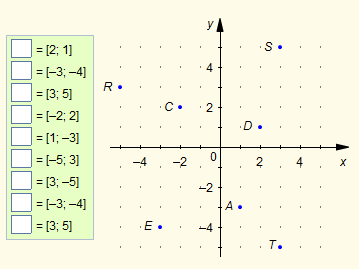 = [2; 1]
= [–3; –4]
= [3; 5]
= [–2; 2]
= [1; –3]
= [–5; 3]
= [3; –5]
= [–3; –4]
= [3; 5]
y
S
4
R
C
2
D
–4
–2
0
2
4
x
–2
A
E
–4
T